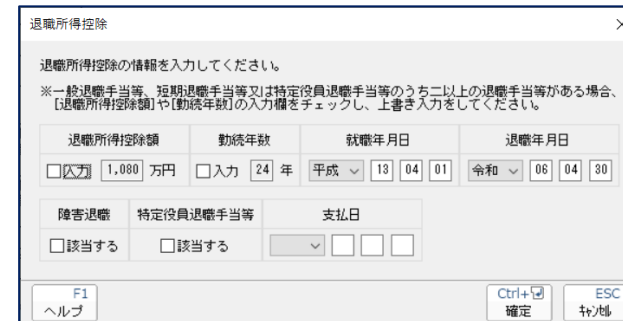 退職所得控除
退職所得控除の情報を入力してください。
※一般退職手当等、短期退職手当等又は特定役員退職手当等のうち二以上の退職手当等がある場合、
[退職所得控除額]や[勤続年数]の入力欄をチェックし、上書き入力をしてください。
退職所得控除額 勤続年数 就職年月日 退職年月日
入力 1,080 万円 入力 24 年 平成 13 04 01 令和 06 04 30
障害退職 特定役員退職手当等 支払日
該当する 該当する
F1 Ctrl+ ESC
ヘルプ 確定 キャンセル